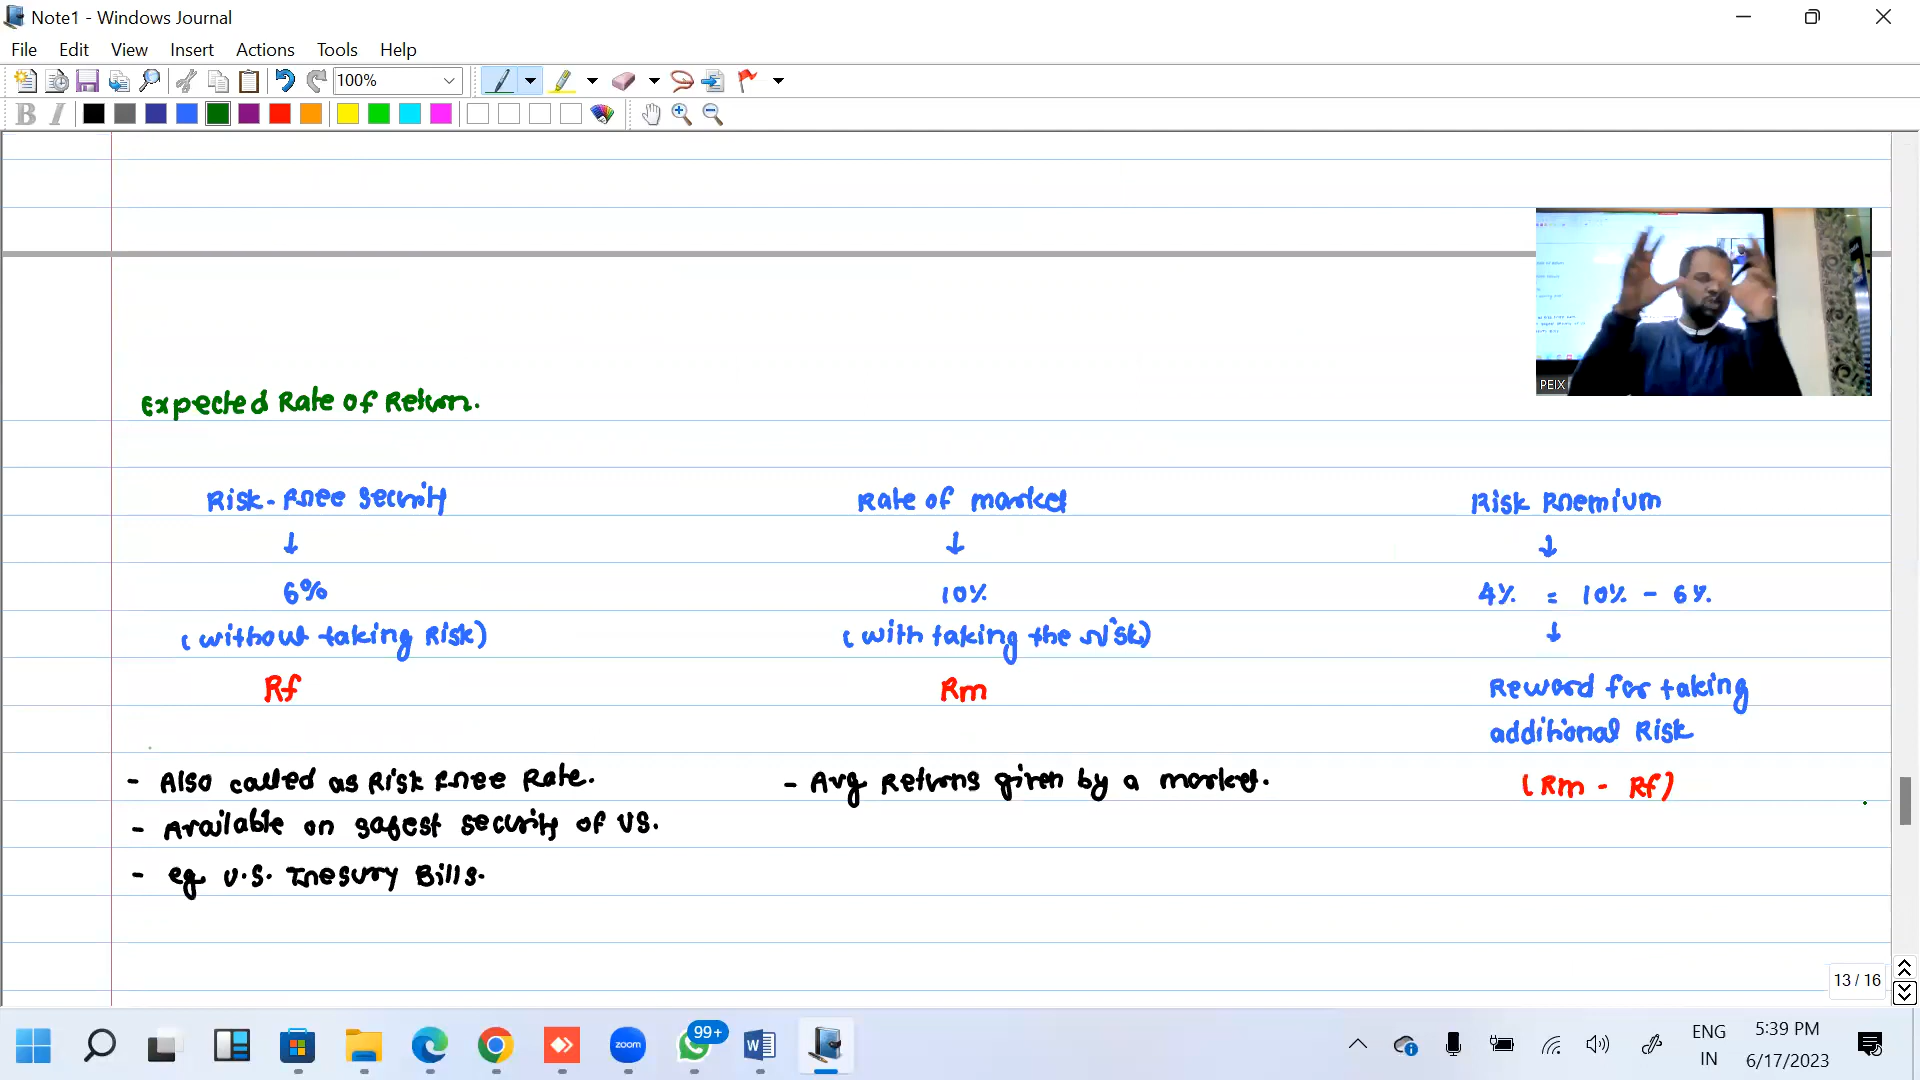 Note1 - Windows Journal
File Edit View Insert Actions Tools Help
100%
B I
PEIX
Expected Rate of Return.
Risk-Free security
Rate of market
Risk Premium
↓
↓
↓
6%
10%
4% = 10% - 6%
(without taking Risk)
(with taking the risk)
↓
Rf
Rm
Reward for taking
additional Risk
- Also called as Risk Free Rate.
- Avg Returns given by a market.
(Rm - Rf)
- Available on safest security of US.
- eg U.S. Tresury Bills.
13 / 16
99+
zoom
ENG
IN
5:39 PM
6/17/2023